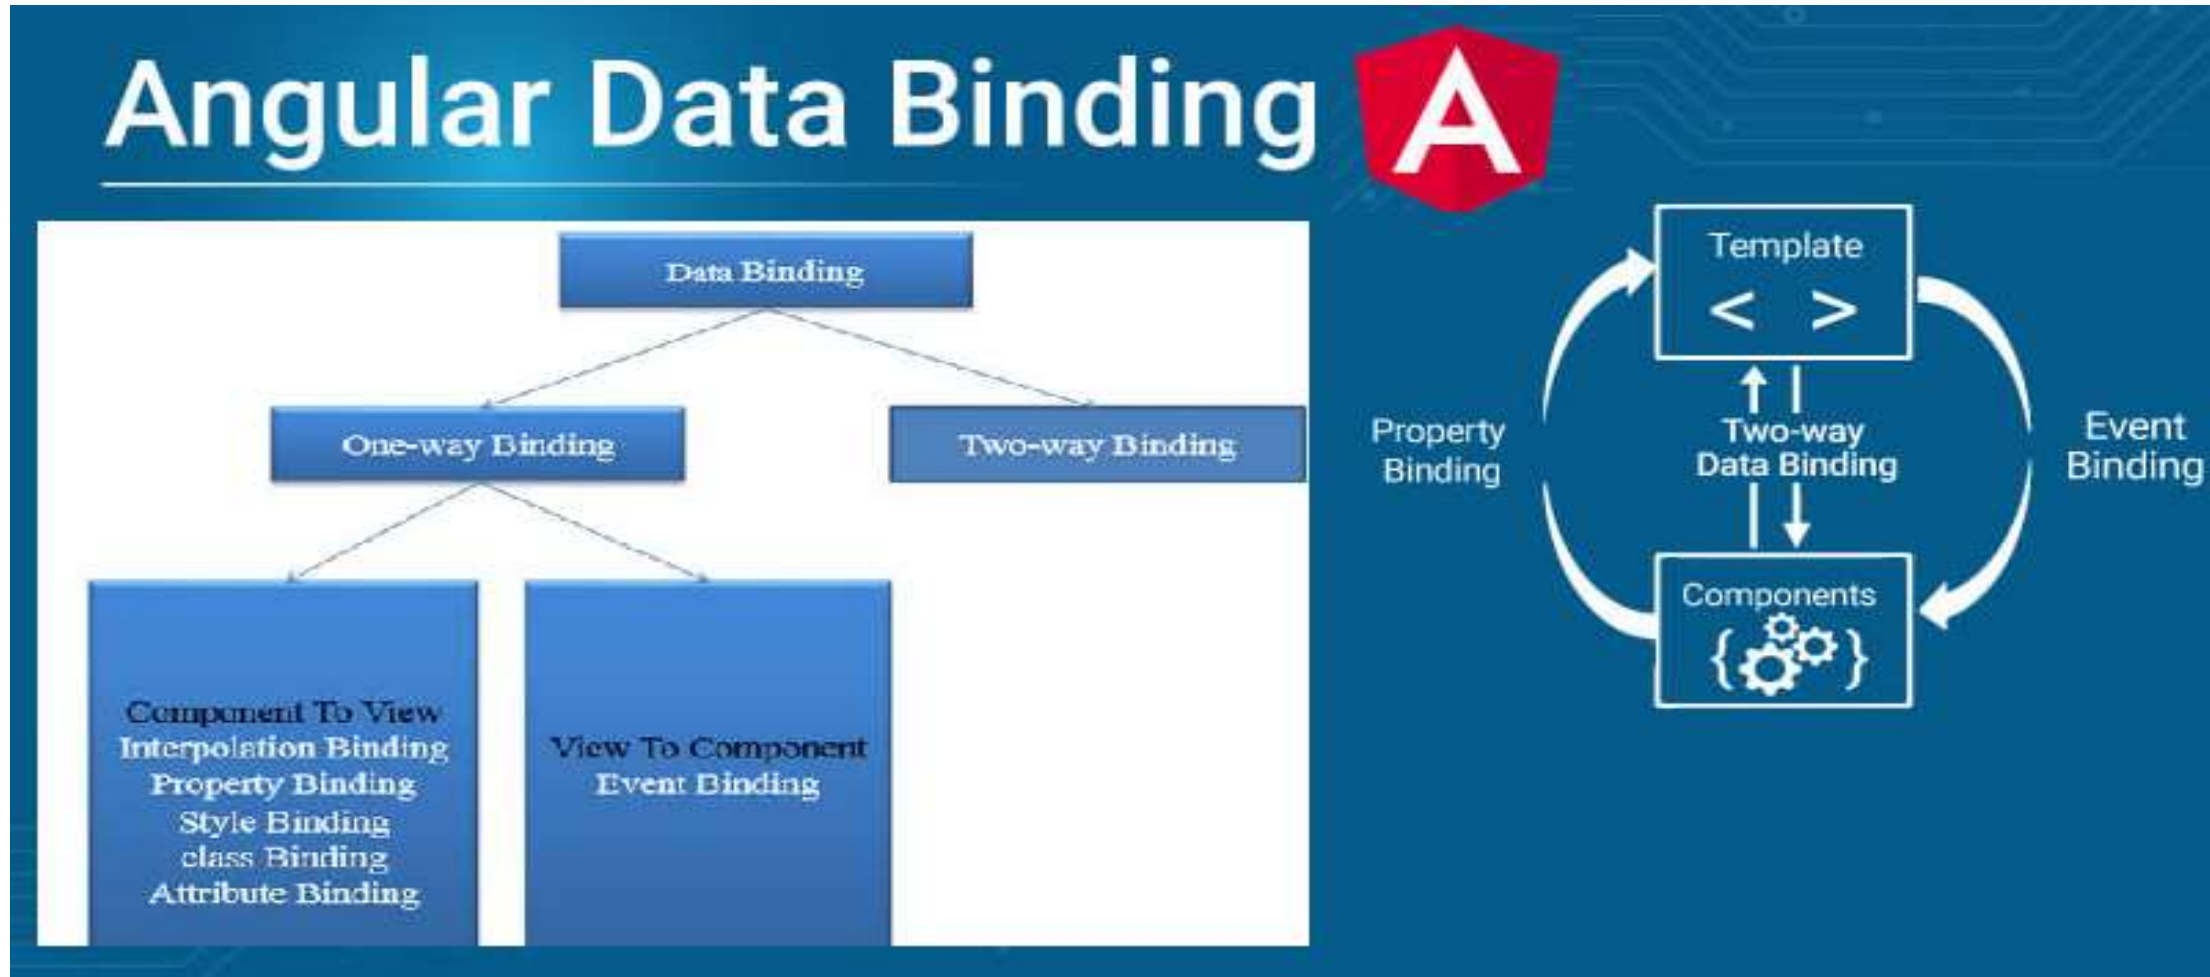 Angular Data Binding A
Data Binding
One-way Binding
Two-way Binding
Component To View
Interpolation Binding
Property Binding
Style Binding
class Binding
Attribute Binding
View To Component
Event Binding
Template
< >
Property
Binding
Two-way
Data Binding
Event
Binding
Components
{ }